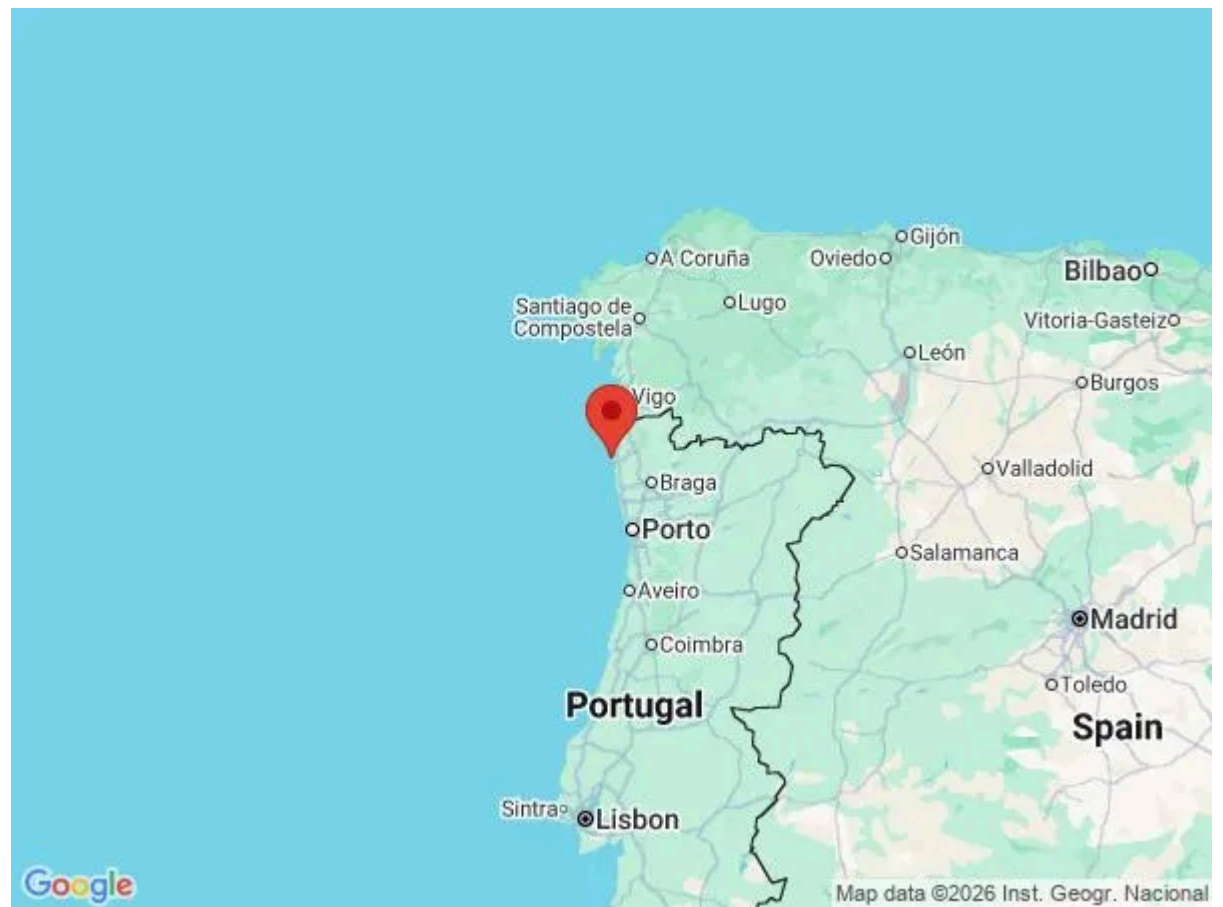 Gijón
A Coruña
Oviedo
Bilbao
Lugo
Santiago de
Compostela
Vitoria-Gasteiz
León
Burgos
Vigo
Valladolid
Braga
Porto
Salamanca
Aveiro
Madrid
Coimbra
Toledo
Portugal
Spain
Sintra
Lisbon
Google
Map data ©2026 Inst. Geogr. Nacional